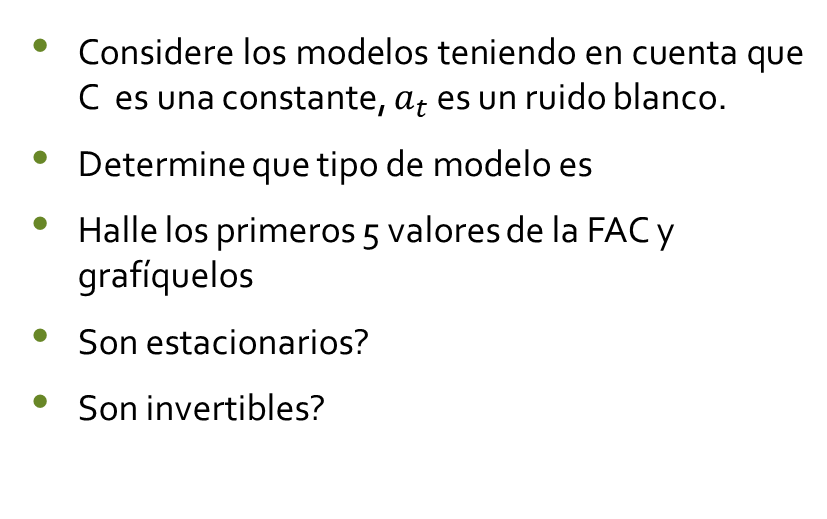 • Considere los modelos teniendo en cuenta que
C es una constante, aₜ es un ruido blanco.
• Determine que tipo de modelo es
• Halle los primeros 5 valores de la FAC y
grafíquelos
• Son estacionarios?
• Son invertibles?